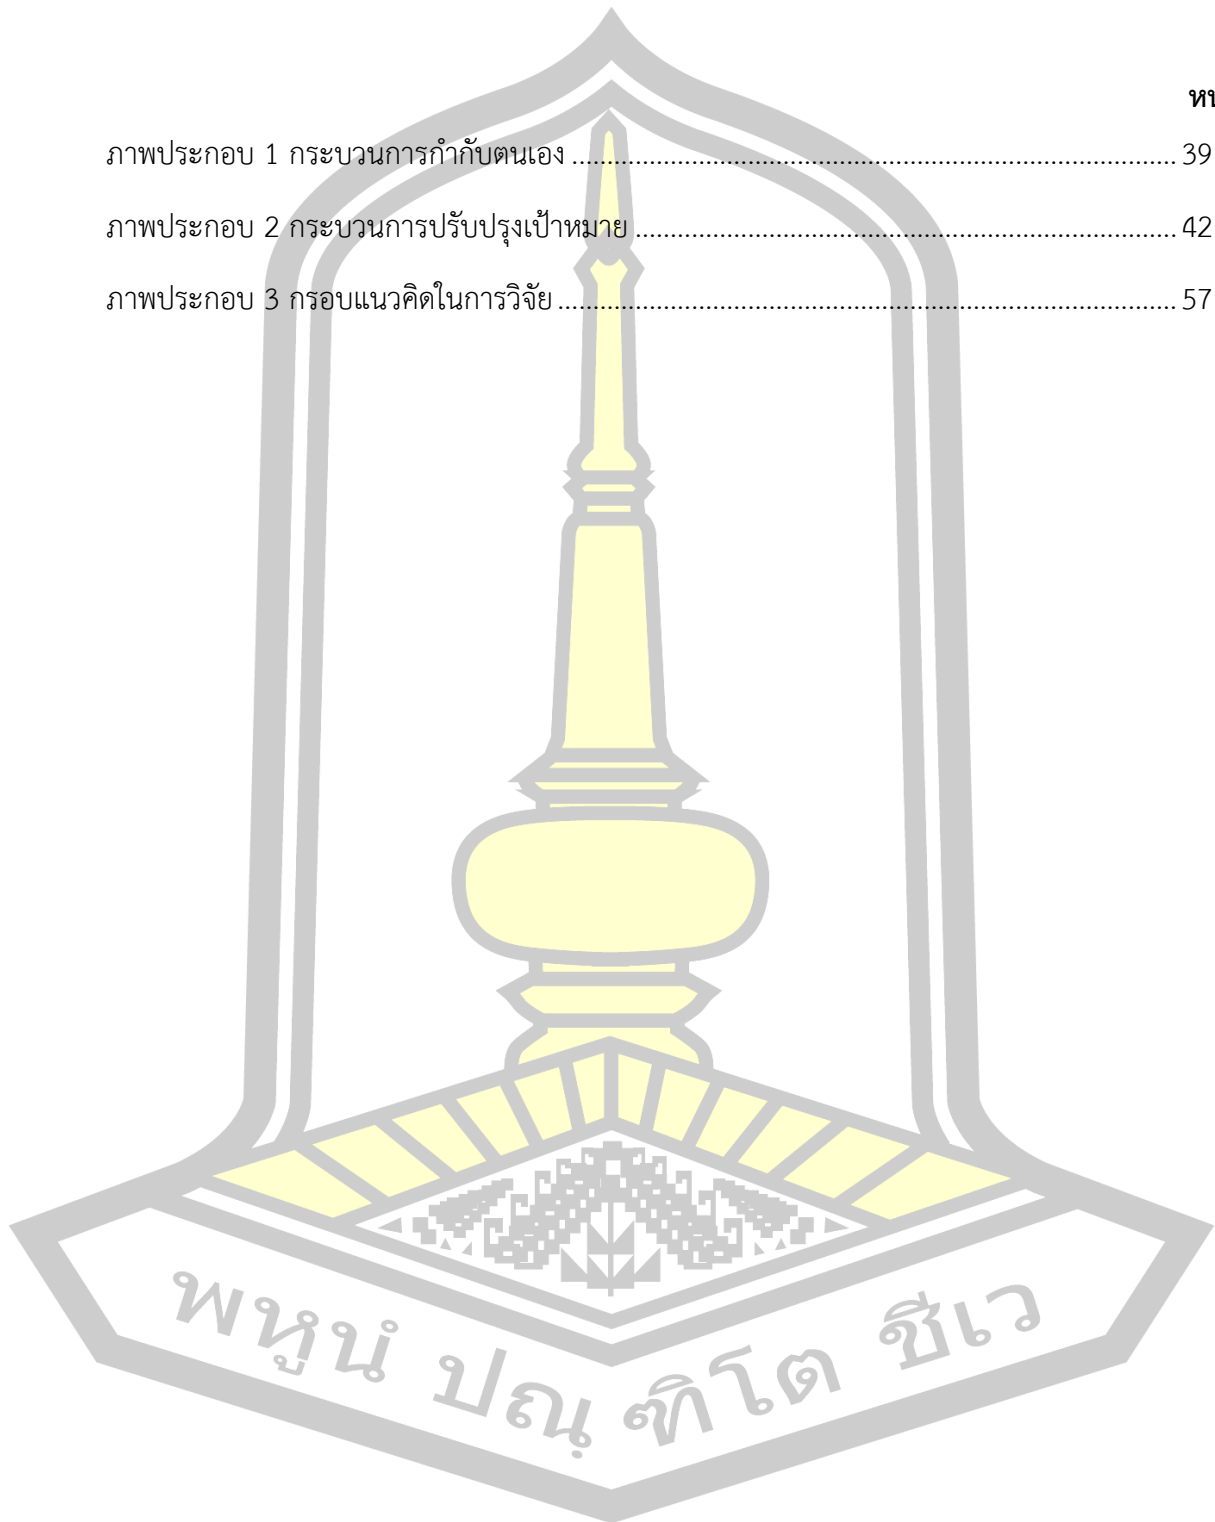 ภาพประกอบ 1 กระบวนการกำกับตนเอง ........................................................................................ 39
ภาพประกอบ 2 กระบวนการปรับปรุงเป้าหมาย ............................................................................... 42
ภาพประกอบ 3 กรอบแนวคิดในการวิจัย .......................................................................................... 57
พหูนํ ปณฺฑิโต ชีเว